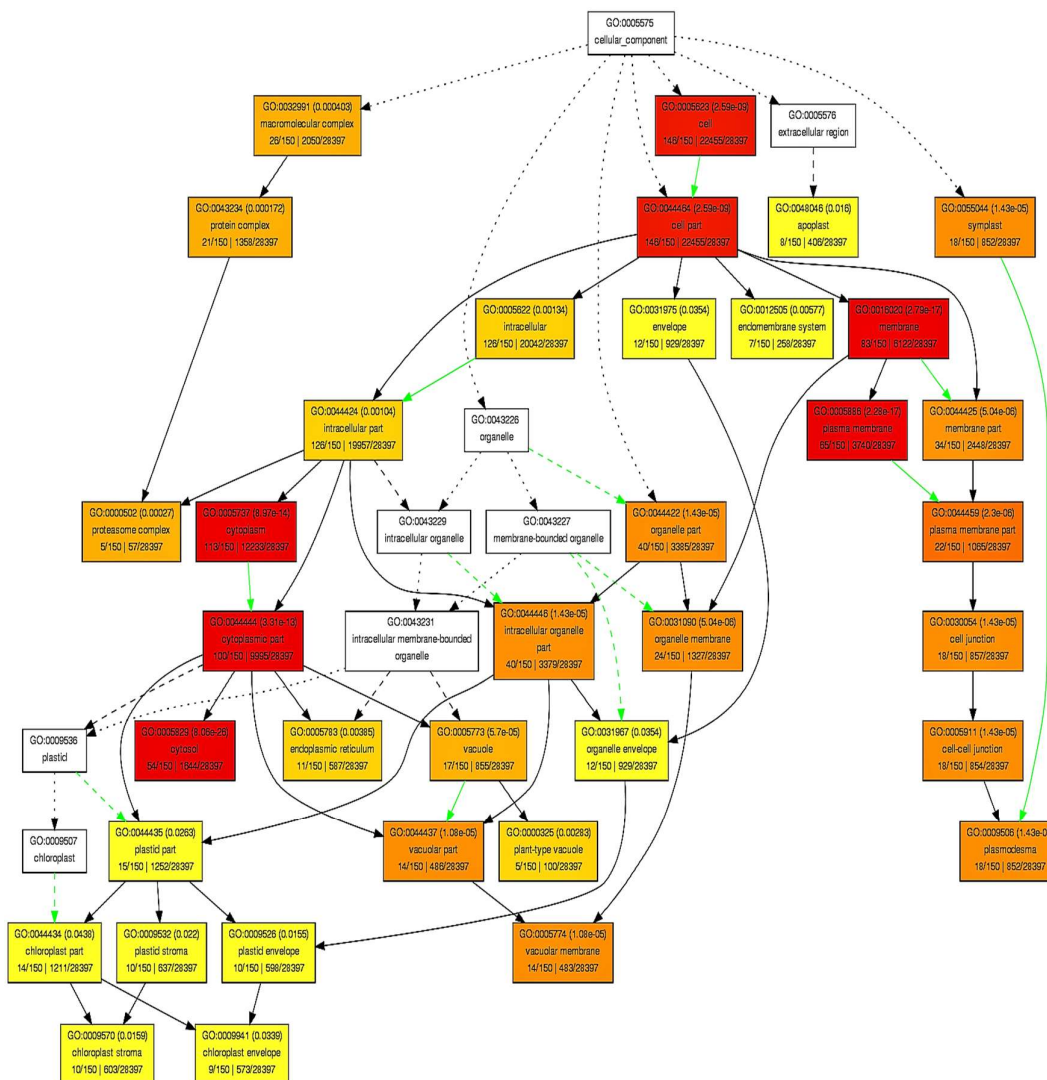 GO:0005575
cellular_component
GO:0032991 (0.000403)
macromolecular complex
26/150 | 2050/28397
GO:0005623 (2.59e-09)
cell
146/150 | 22455/28397
GO:0005576
extracellular region
GO:0043234 (0.000172)
protein complex
21/150 | 1358/28397
GO:0044464 (2.59e-09)
cell part
146/150 | 22455/28397
GO:0048046 (0.016)
apoplast
8/150 | 406/28397
GO:0055044 (1.43e-05)
symplast
18/150 | 852/28397
GO:0005622 (0.00134)
intracellular
126/150 | 20042/28397
GO:0031975 (0.0354)
envelope
12/150 | 929/28397
GO:0012505 (0.00577)
endomembrane system
7/150 | 258/28397
GO:0016020 (2.79e-17)
membrane
83/150 | 6122/28397
GO:0044424 (0.00104)
intracellular part
126/150 | 19957/28397
GO:0043226
organelle
GO:0005886 (2.28e-17)
plasma membrane
65/150 | 3740/28397
GO:0044425 (5.04e-06)
membrane part
34/150 | 2448/28397
GO:0000502 (0.00027)
proteasome complex
5/150 | 57/28397
GO:0005737 (8.97e-14)
cytoplasm
113/150 | 12233/28397
GO:0043229
intracellular organelle
GO:0043227
membrane-bounded organelle
GO:0044422 (1.43e-05)
organelle part
40/150 | 3385/28397
GO:0044459 (2.3e-06)
plasma membrane part
22/150 | 1065/28397
GO:0044444 (3.31e-13)
cytoplasmic part
100/150 | 9995/28397
GO:0043231
intracellular membrane-bounded
organelle
GO:0044446 (1.43e-05)
intracellular organelle
part
40/150 | 3379/28397
GO:0031090 (5.04e-06)
organelle membrane
24/150 | 1327/28397
GO:0030054 (1.43e-05)
cell junction
18/150 | 857/28397
GO:0009536
plastid
GO:0005829 (8.06e-26)
cytosol
54/150 | 1644/28397
GO:0005783 (0.00385)
endoplasmic reticulum
11/150 | 587/28397
GO:0005773 (5.7e-05)
vacuole
17/150 | 855/28397
GO:0031967 (0.0354)
organelle envelope
12/150 | 929/28397
GO:0005911 (1.43e-05)
cell-cell junction
18/150 | 854/28397
GO:0009507
chloroplast
GO:0044435 (0.0263)
plastid part
15/150 | 1252/28397
GO:0044437 (1.08e-05)
vacuolar part
14/150 | 486/28397
GO:0000325 (0.00283)
plant-type vacuole
5/150 | 100/28397
GO:0009506 (1.43e-0
plasmodesma
18/150 | 852/28397
GO:0044434 (0.0438)
chloroplast part
14/150 | 1211/28397
GO:0009532 (0.022)
plastid stroma
10/150 | 637/28397
GO:0009526 (0.0155)
plastid envelope
10/150 | 598/28397
GO:0005774 (1.08e-05)
vacuolar membrane
14/150 | 483/28397
GO:0009570 (0.0159)
chloroplast stroma
10/150 | 603/28397
GO:0009941 (0.0339)
chloroplast envelope
9/150 | 573/28397